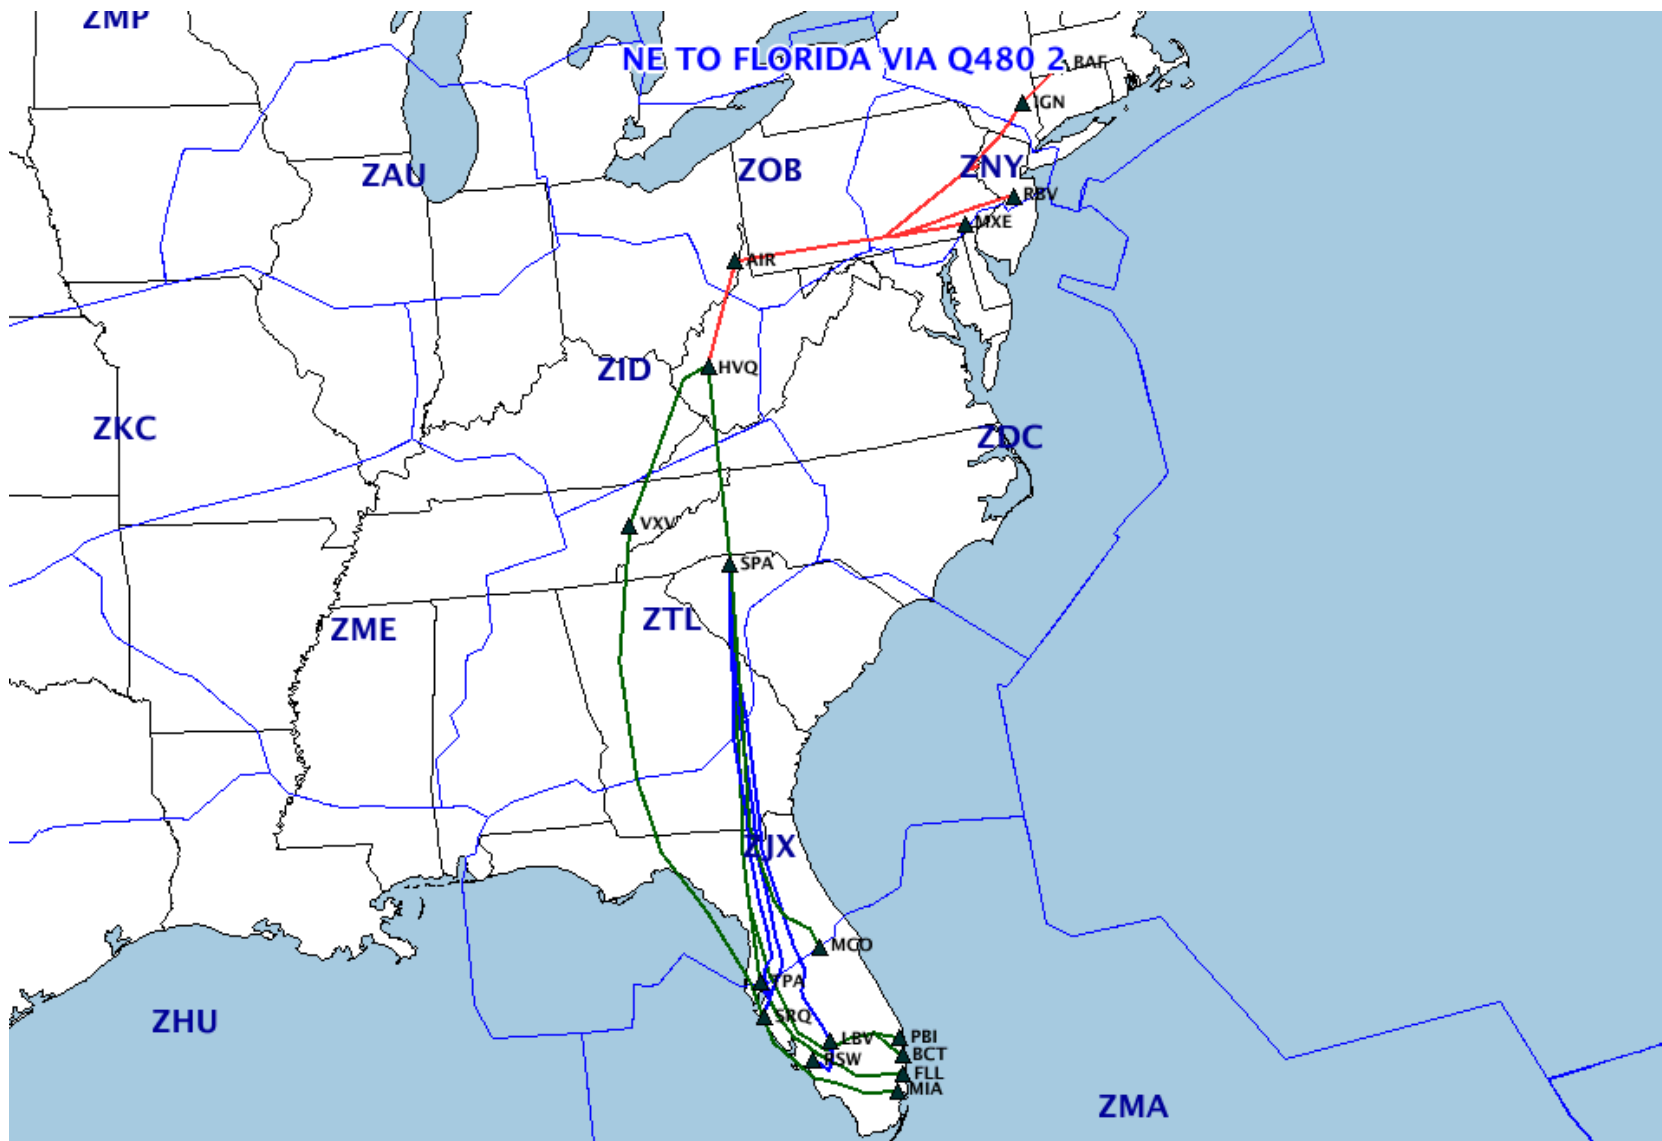 ZMP
NE TO FLORIDA VIA Q480 2
BAF
IGN
ZAU
ZOB
ZNY
RBV
MXE
AIR
ZID
HVQ
ZKC
ZDC
VXV
SPA
ZTL
ZME
ZJX
MCO
TPA
SRQ
ZHU
LBV
PBI
RSW
BCT
FLL
MIA
ZMA